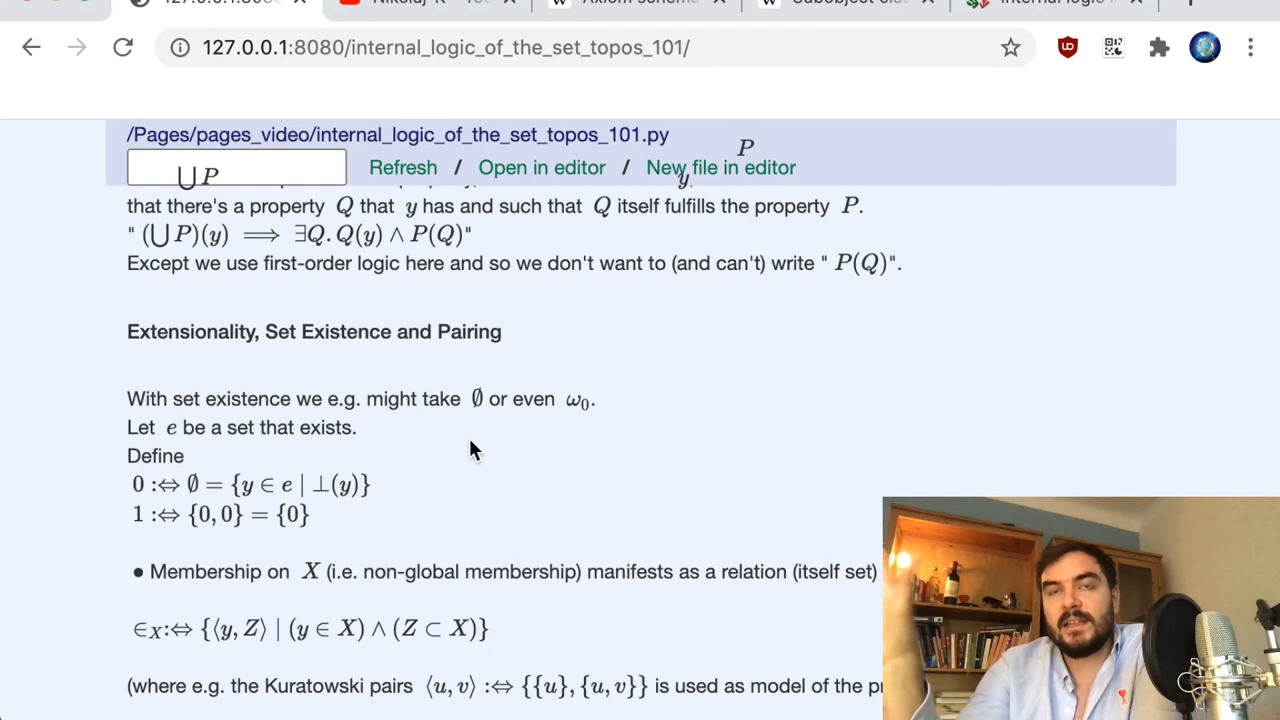 127.0.0.1:8080/internal_logic_of_the_set_topos_101/
/Pages/pages_video/internal_logic_of_the_set_topos_101.py
Refresh / Open in editor / New file in editor
⋃P y, P
that there's a property Q that y has and such that Q itself fulfills the property P.
" (⋃P)(y) ⟹ ∃Q. Q(y) ∧ P(Q)"
Except we use first-order logic here and so we don't want to (and can't) write " P(Q)".
Extensionality, Set Existence and Pairing
With set existence we e.g. might take ∅ or even ω₀.
Let e be a set that exists.
Define
0 :⇔ ∅ = {y ∈ e | ⊥(y)}
1 :⇔ {0, 0} = {0}
● Membership on X (i.e. non-global membership) manifests as a relation (itself set)
∈_X:⇔ {⟨y, Z⟩ | (y ∈ X) ∧ (Z ⊂ X)}
(where e.g. the Kuratowski pairs ⟨u, v⟩ :⇔ {{u}, {u, v}} is used as model of the